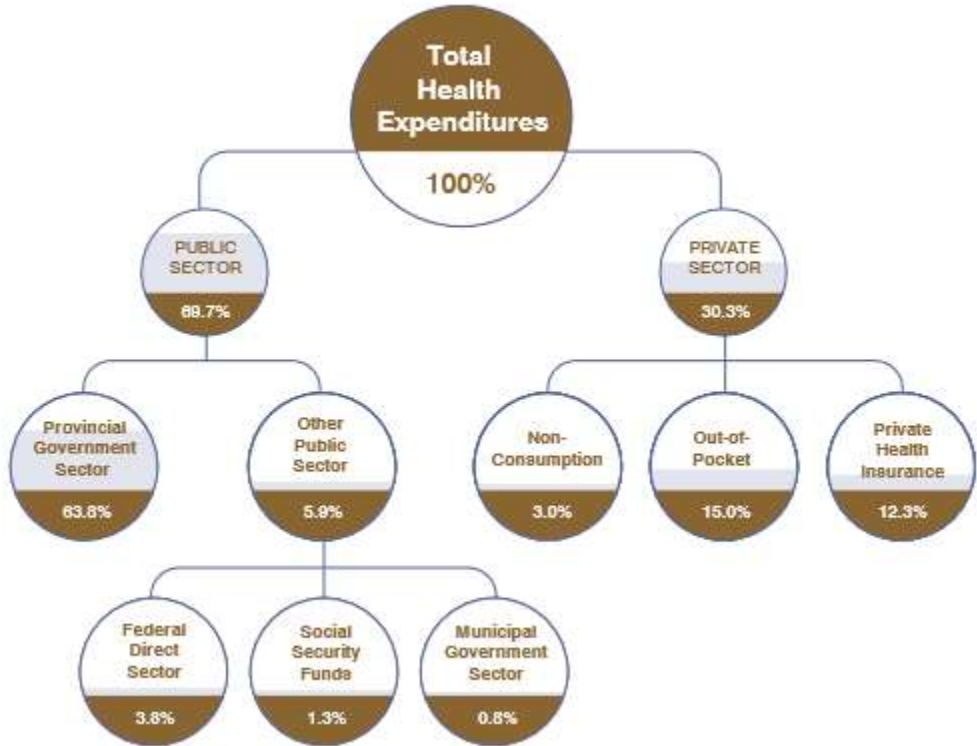 Total
Health
Expenditures
100%
PUBLIC
SECTOR
69.7%
PRIVATE
SECTOR
30.3%
Provincial
Government
Sector
63.8%
Other
Public
Sector
5.9%
Non-
Consumption
3.0%
Out-of-
Pocket
15.0%
Private
Health
Insurance
12.3%
Federal
Direct
Sector
3.8%
Social
Security
Funds
1.3%
Municipal
Government
Sector
0.8%